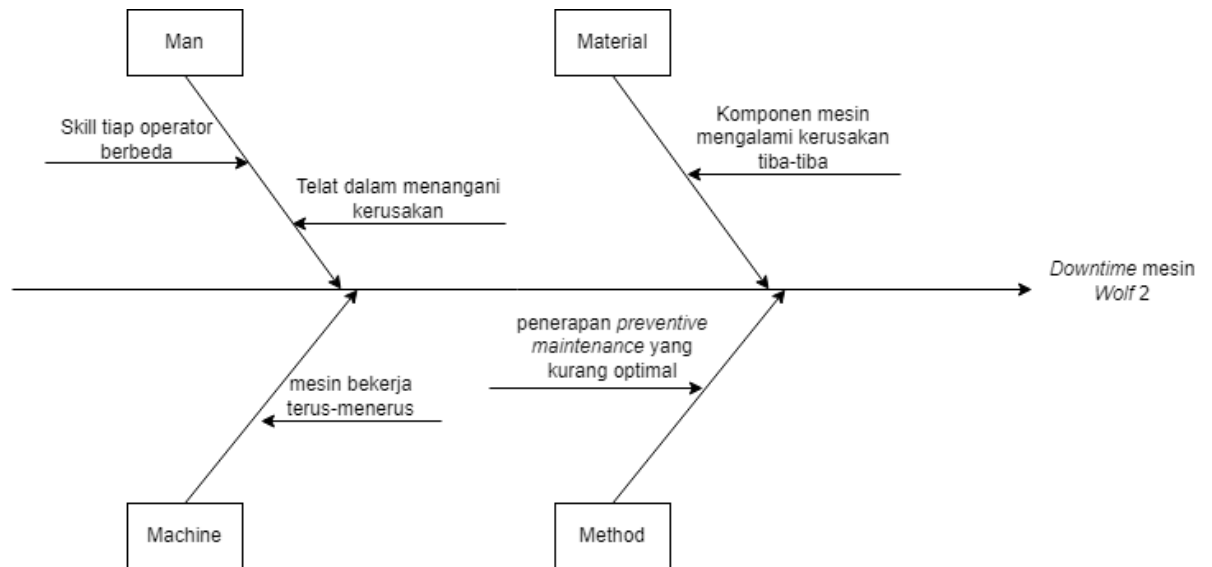 Man
Material
Skill tiap operator
berbeda
Komponen mesin
mengalami kerusakan
tiba-tiba
Telat dalam menangani
kerusakan
Downtime mesin
Wolf 2
penerapan preventive
maintenance yang
kurang optimal
mesin bekerja
terus-menerus
Machine
Method